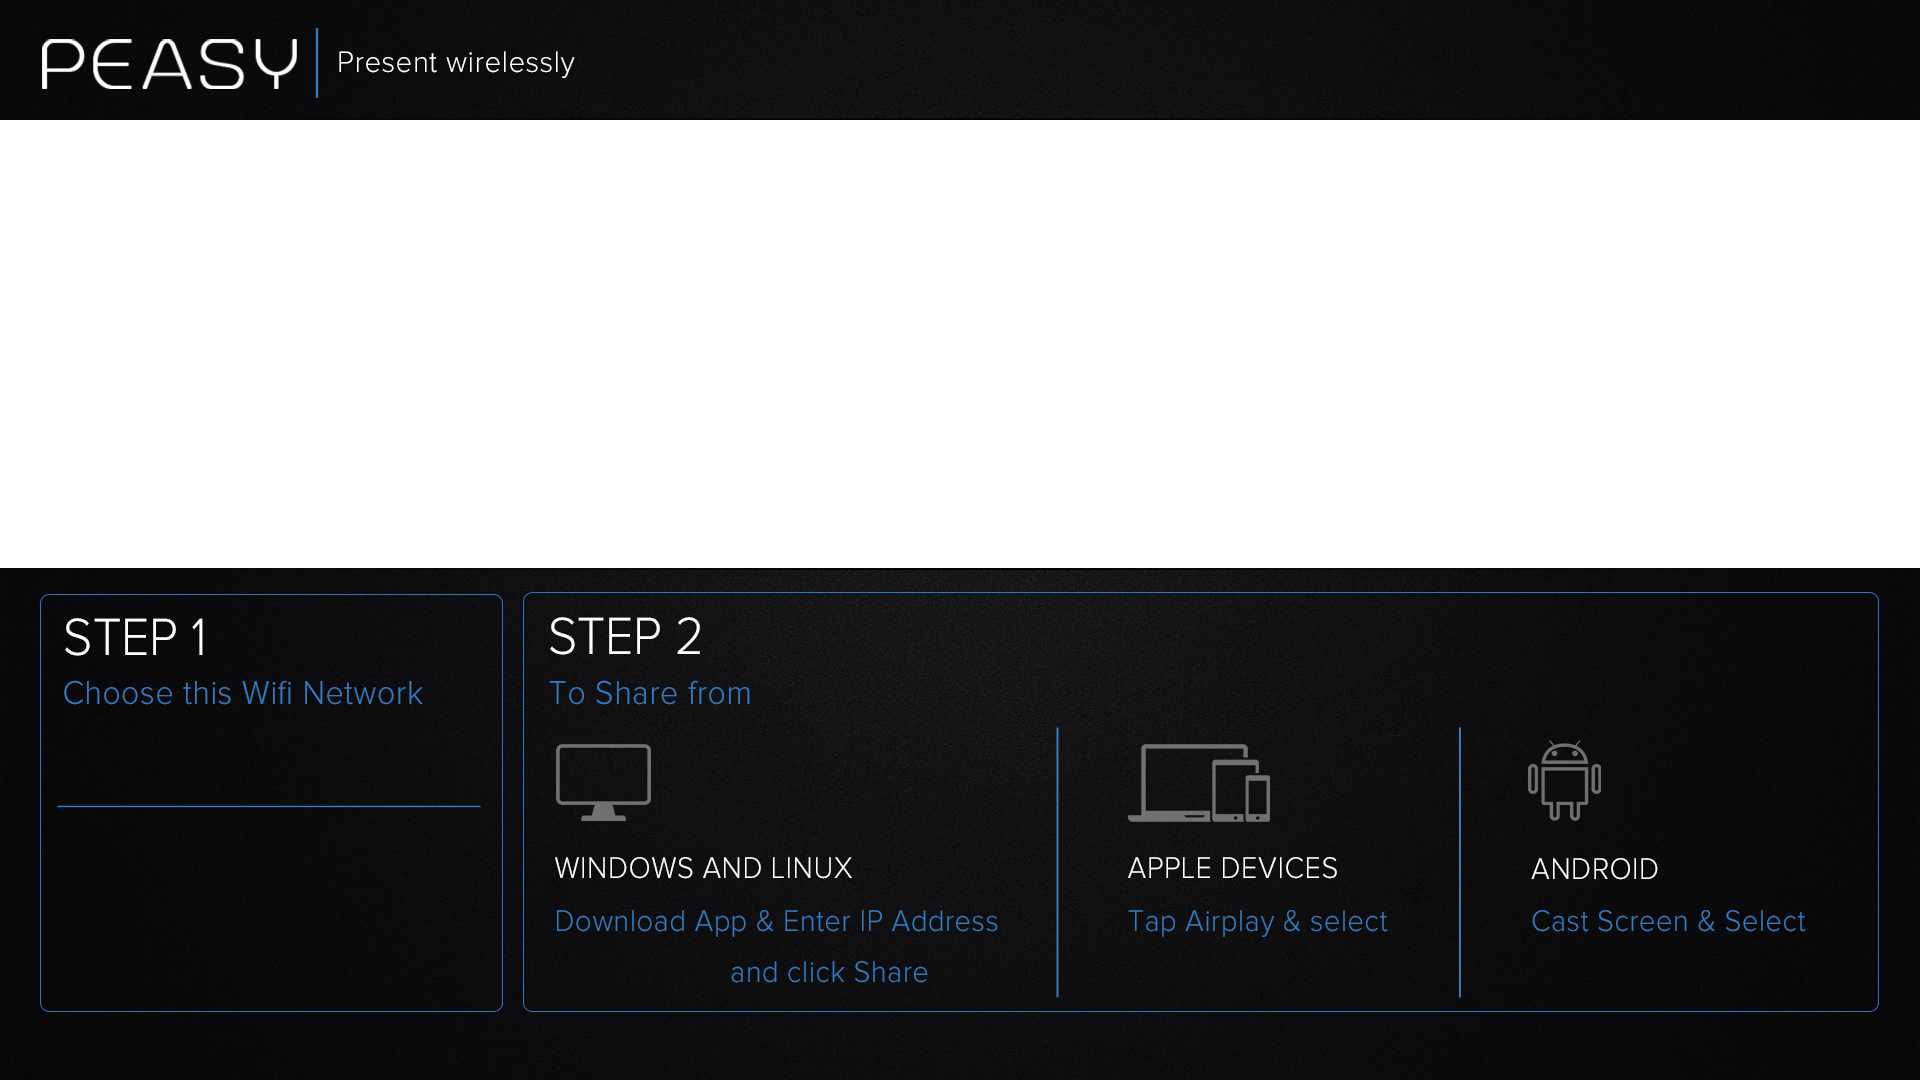 PEASY
Present wirelessly
STEP 1
Choose this Wifi Network
STEP 2
To Share from
WINDOWS AND LINUX
Download App & Enter IP Address
and click Share
APPLE DEVICES
Tap Airplay & select
ANDROID
Cast Screen & Select